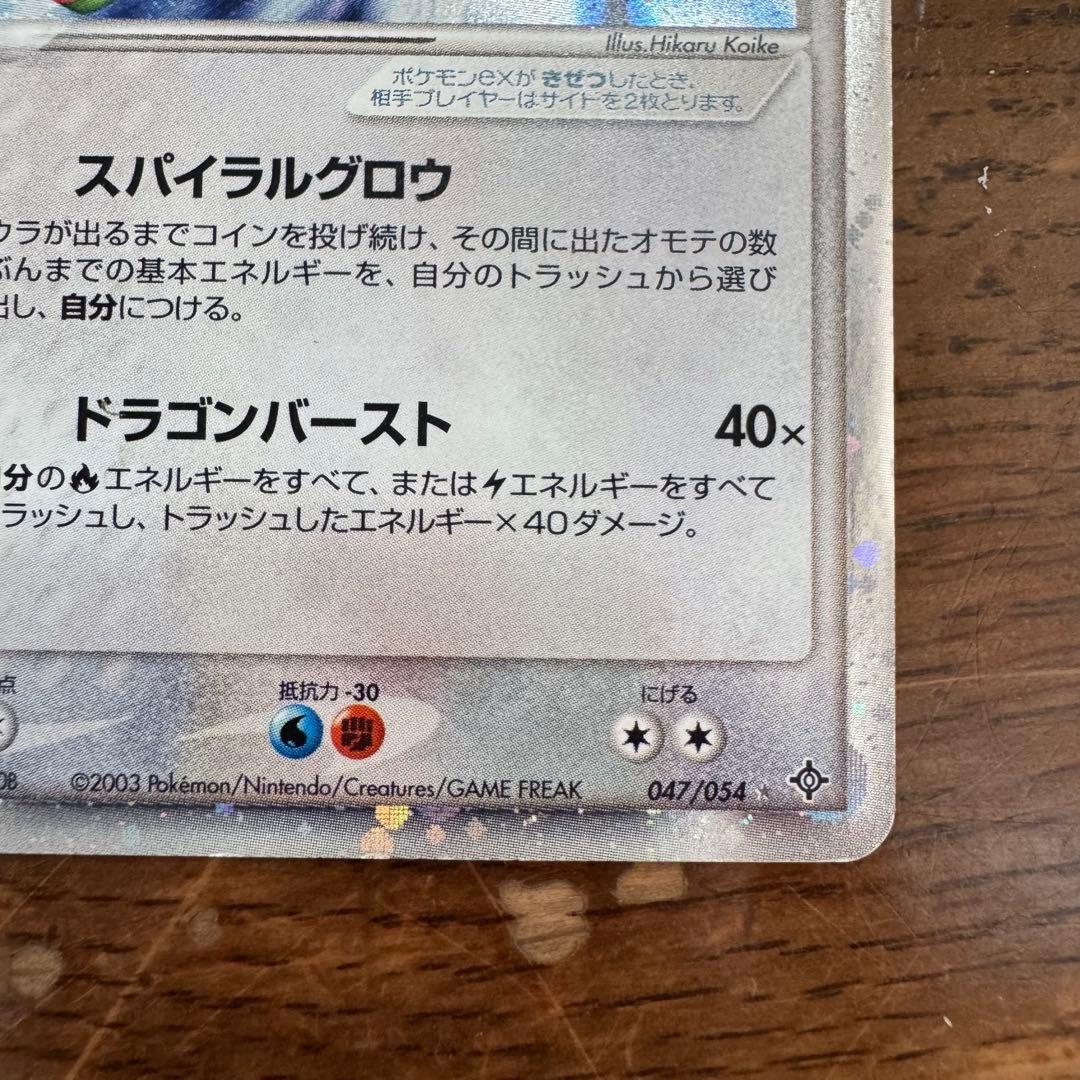 Illus.Hikaru Koike
ポケモンexが きぜつしたとき、
相手プレイヤーはサイドを2枚とります。
スパイラルグロウ
ウラが出るまでコインを投げ続け、その間に出たオモテの数
ぶんまでの基本エネルギーを、自分のトラッシュから選び
出し、自分につける。
ドラゴンバースト 40×
自分のエネルギーをすべて、またはエネルギーをすべて
ラッシュし、トラッシュしたエネルギー×40ダメージ。
点 抵抗力 -30 にげる
©2003 Pokémon/Nintendo/Creatures/GAME FREAK 047/054 ★